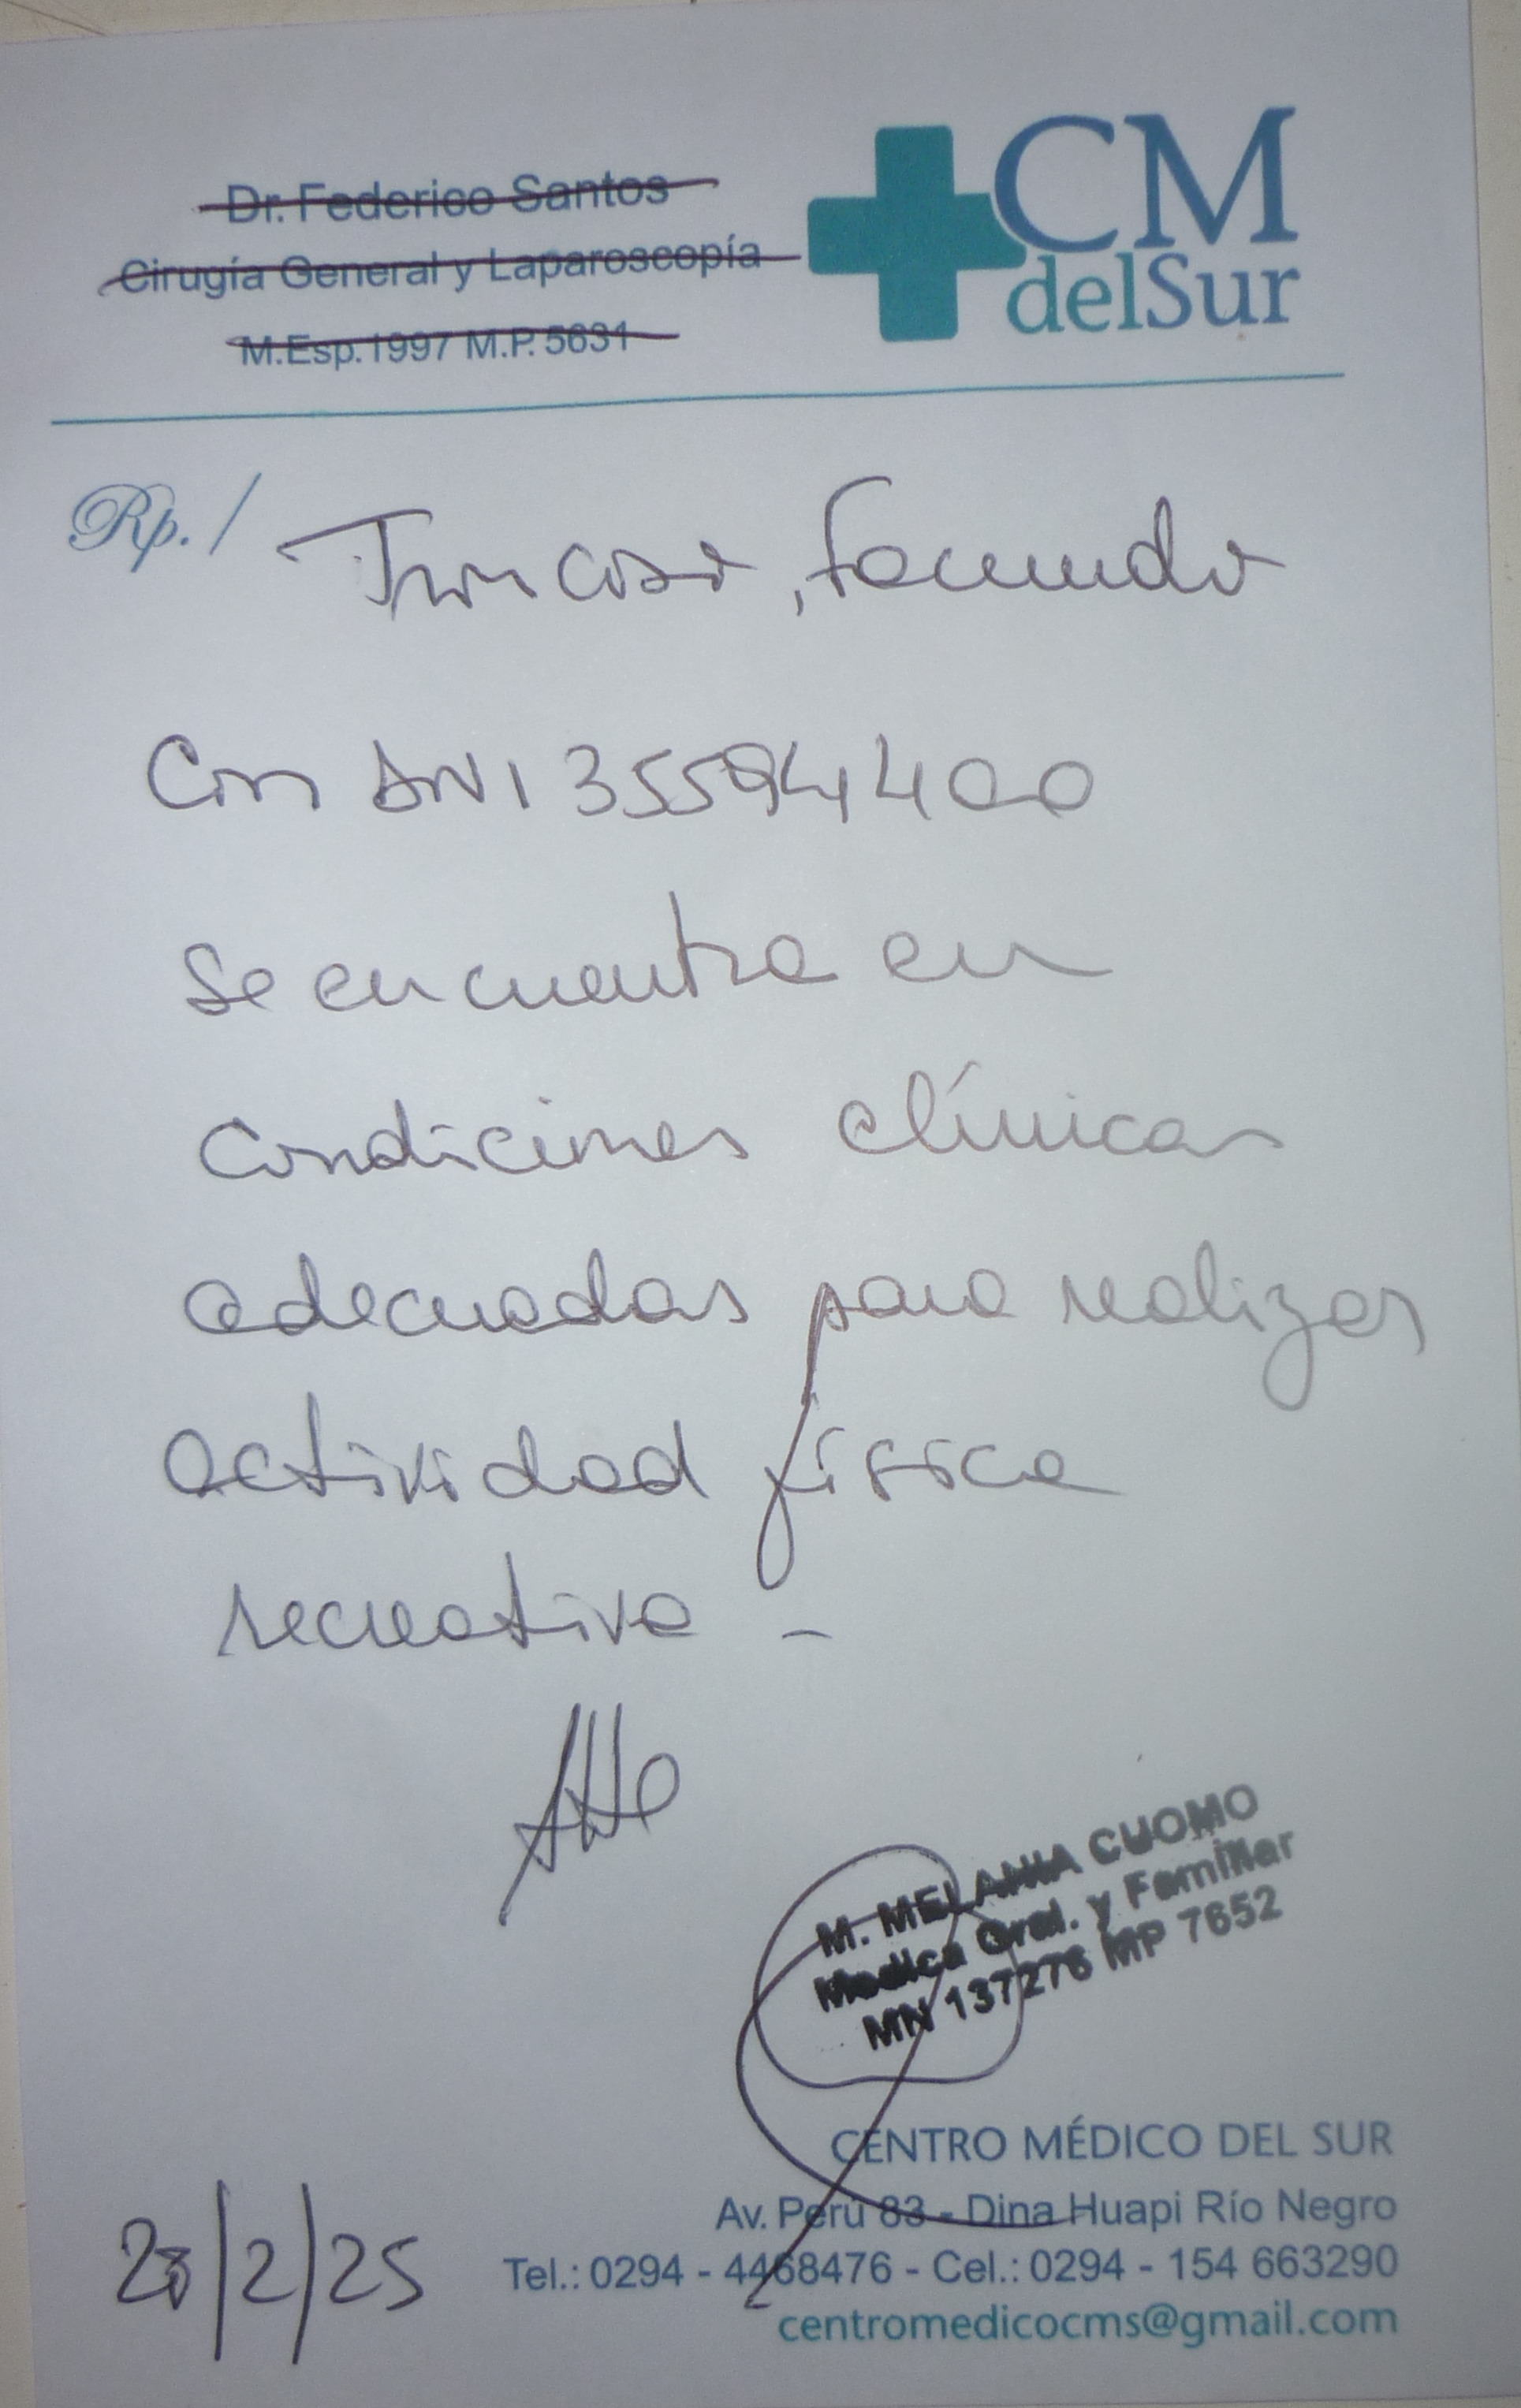 Dr. Federico Santos
Cirugía General y Laparoscopía
M.Esp.1997 M.P. 5631
CM
delSur
Rp./ Troncoso, Facundo
Con DNI 35594400
Se encuentra en
condiciones clínicas
adecuadas para realizar
actividad física
recreativa -
Atte
M. MELANIA CUOMO
Medica Gral. y Familiar
MN 137276 MP 7652
CENTRO MÉDICO DEL SUR
Av. Perú 83 - Dina Huapi Río Negro
28/2/25
Tel.: 0294 - 4468476 - Cel.: 0294 - 154 663290
centromedicocms@gmail.com